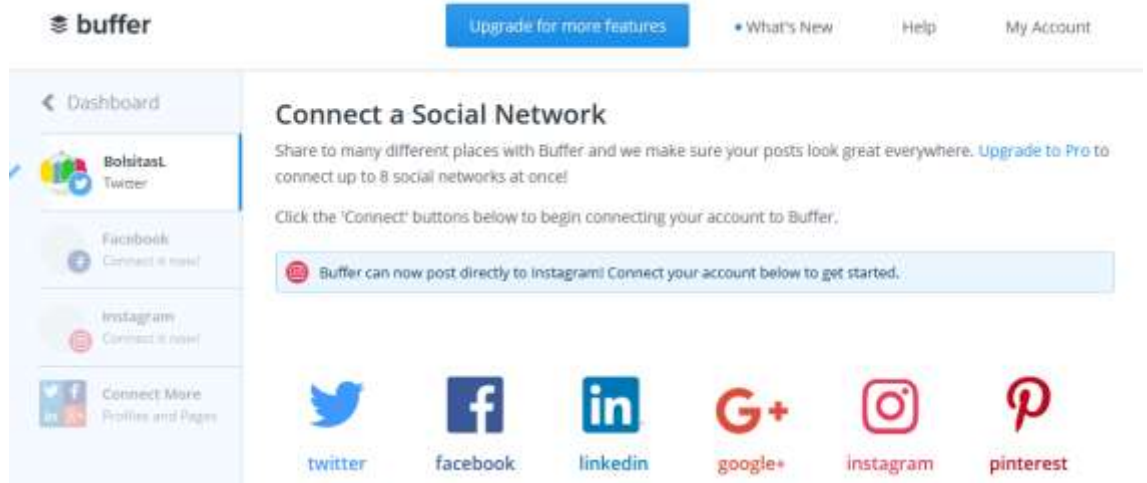 buffer
Upgrade for more features
What's New
Help
My Account
Dashboard
BolsitasL
Twitter
Facebook
Connect it now!
Instagram
Connect it now!
Connect More
Profiles and Pages
Connect a Social Network
Share to many different places with Buffer and we make sure your posts look great everywhere. Upgrade to Pro to
connect up to 8 social networks at once!
Click the 'Connect' buttons below to begin connecting your account to Buffer.
Buffer can now post directly to Instagram! Connect your account below to get started.
twitter
facebook
linkedin
google+
instagram
pinterest